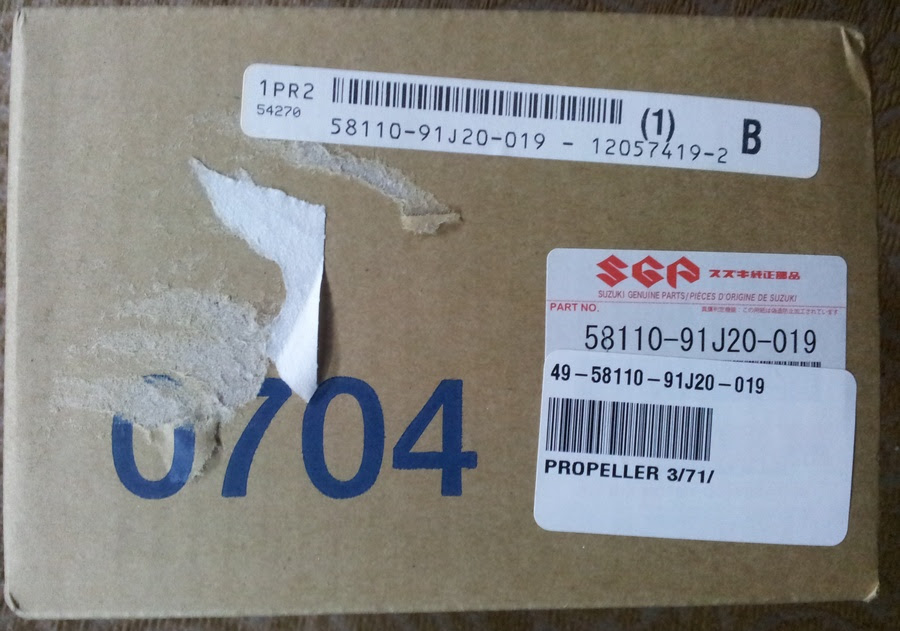 1PR2
54270
(1)
B
58110-91J20-019 - 12057419-2
SGP スズキ純正部品
SUZUKI GENUINE PARTS/PIÈCES D'ORIGINE DE SUZUKI
PART NO.
58110-91J20-019
49-58110-91J20-019
PROPELLER 3/71/
0704